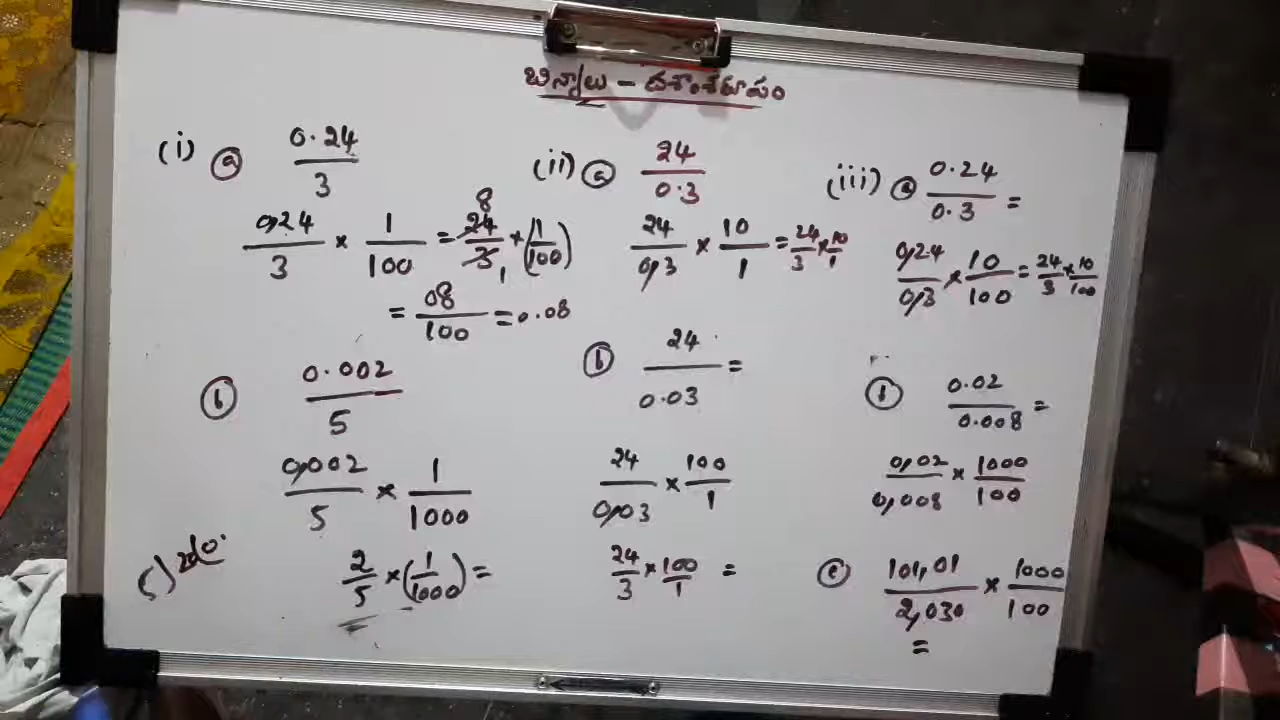 భిన్నాలు - దశాంశరూపం
(i) ⓐ 0.24/3
0,24/3 × 1/100 = 24/3 × (1/100)
8
1
= 08/100 = 0.08
ⓑ 0.002/5
0,002/5 × 1/1000
2/5 × (1/1000) =
(ii) ⓐ 24/0.3
24/0,3 × 10/1 = 24/3 × 10/1
ⓑ 24/0.03 =
24/0,03 × 100/1
24/3 × 100/1 =
(iii) ⓐ 0.24/0.3 =
0,24/0,3 × 10/100 = 24/3 × 10/100
ⓑ 0.02/0.008 =
0,02/0,008 × 1000/100
ⓒ 101,01/2,030 × 1000/100
=